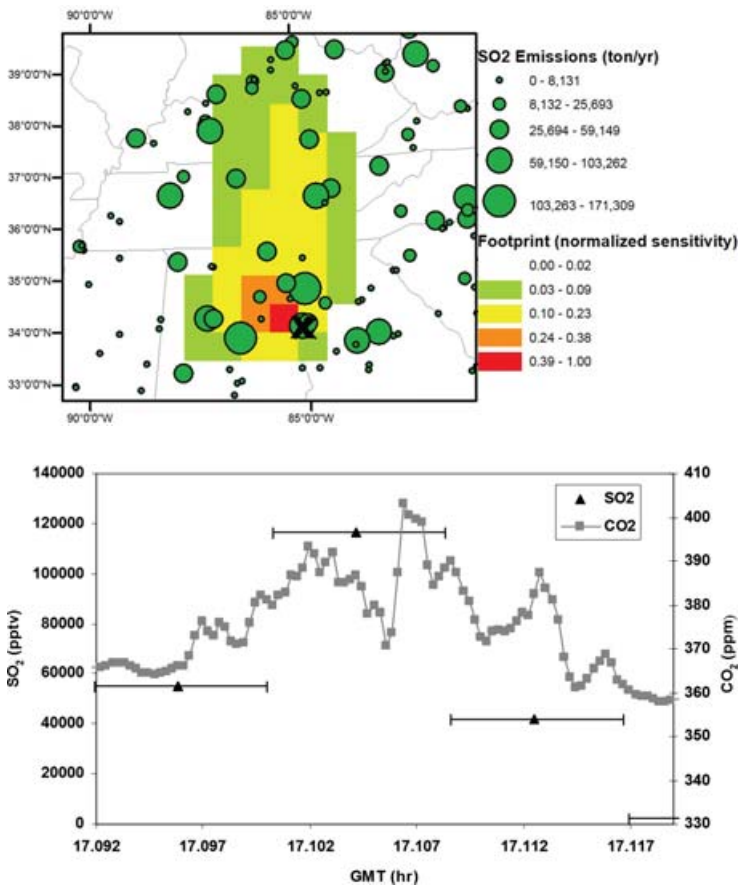 90°0'0"W 85°0'0"W
39°0'0"N
38°0'0"N
37°0'0"N
36°0'0"N
35°0'0"N
34°0'0"N
33°0'0"N
90°0'0"W 85°0'0"W
SO2 Emissions (ton/yr)
0 - 8,131
8,132 - 25,693
25,694 - 59,149
59,150 - 103,262
103,263 - 171,309
Footprint (normalized sensitivity)
0.00 - 0.02
0.03 - 0.09
0.10 - 0.23
0.24 - 0.38
0.39 - 1.00
X
SO₂ (pptv)
140000
120000
100000
80000
60000
40000
20000
0
SO2
CO2
410
400
390
380
370
360
350
340
330
CO₂ (ppm)
17.092 17.097 17.102 17.107 17.112 17.117
GMT (hr)